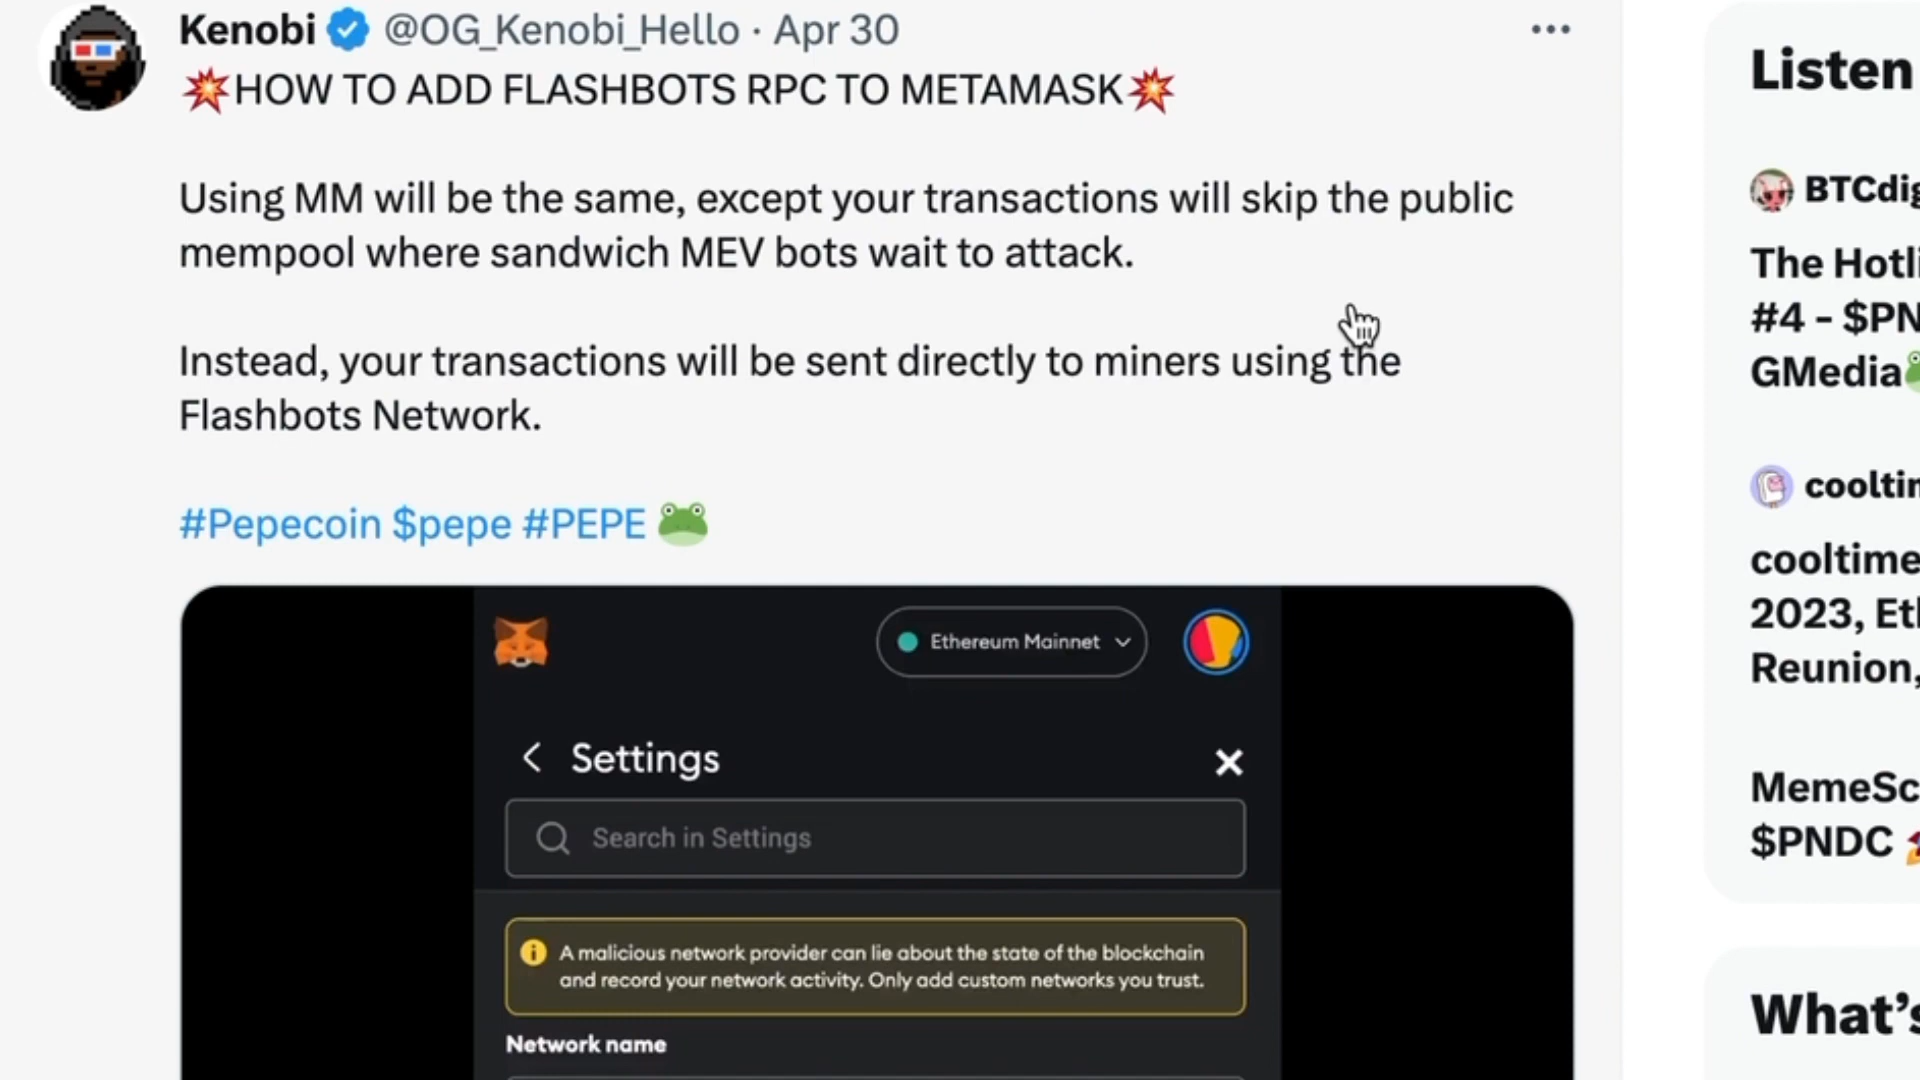 Kenobi @OG_Kenobi_Hello · Apr 30
💥HOW TO ADD FLASHBOTS RPC TO METAMASK💥
Using MM will be the same, except your transactions will skip the public
mempool where sandwich MEV bots wait to attack.
Instead, your transactions will be sent directly to miners using the
Flashbots Network.
#Pepecoin $pepe #PEPE 🐸
Ethereum Mainnet
Settings
Search in Settings
A malicious network provider can lie about the state of the blockchain
and record your network activity. Only add custom networks you trust.
Network name
Listen
BTCdig
The Hotli
#4 - $PN
GMedia🐸
cooltim
cooltime
2023, Et
Reunion,
MemeSc
$PNDC 🚀
What's